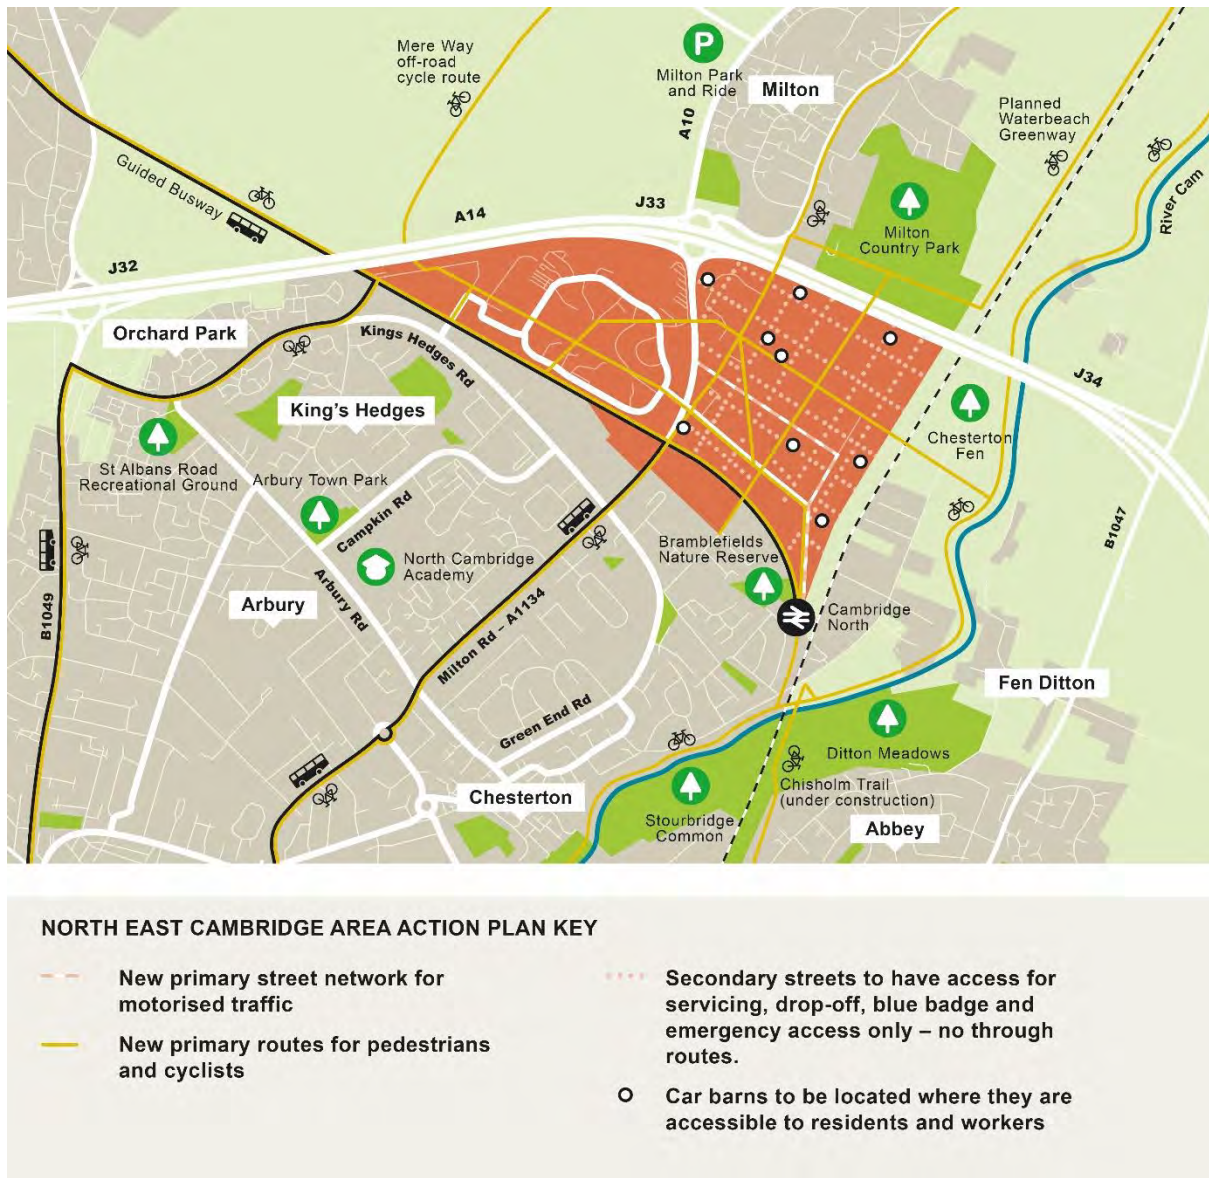 Mere Way
off-road
cycle route
P
Milton Park
and Ride
Milton
A10
Planned
Waterbeach
Greenway
River Cam
Guided Busway
A14
J33
Milton
Country Park
J32
Orchard Park
Kings Hedges Rd
J34
King's Hedges
Chesterton
Fen
St Albans Road
Recreational Ground
Arbury Town Park
Campkin Rd
B1047
Bramblefields
Nature Reserve
North Cambridge
Academy
Arbury Rd
Arbury
B1049
Milton Rd – A1134
Cambridge
North
Fen Ditton
Green End Rd
Ditton Meadows
Chesterton
Chisholm Trail
(under construction)
Stourbridge
Common
Abbey
NORTH EAST CAMBRIDGE AREA ACTION PLAN KEY
New primary street network for
motorised traffic
New primary routes for pedestrians
and cyclists
Secondary streets to have access for
servicing, drop-off, blue badge and
emergency access only – no through
routes.
Car barns to be located where they are
accessible to residents and workers